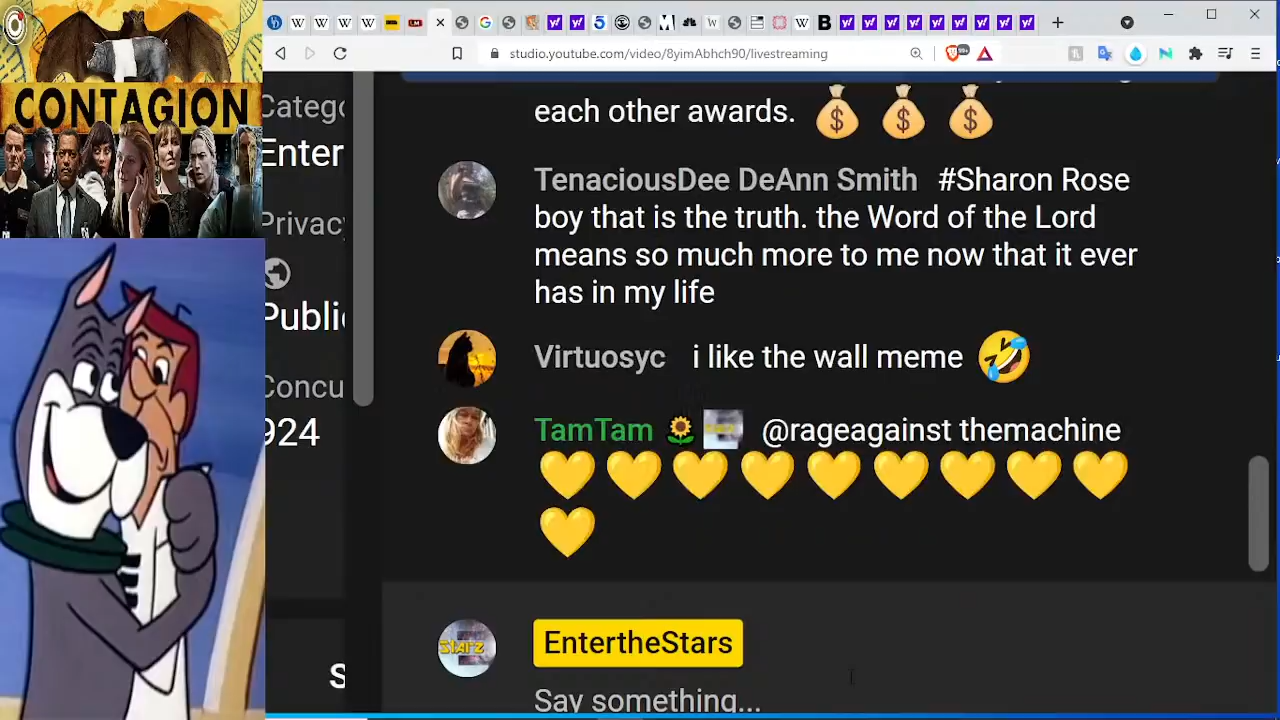 studio.youtube.com/video/8yimAbhch90/livestreaming
CONTAGION
Catego
Enter
Privacy
Public
Concu
924
S
each other awards.
TenaciousDee DeAnn Smith #Sharon Rose
boy that is the truth. the Word of the Lord
means so much more to me now that it ever
has in my life
Virtuosyc i like the wall meme 🤣
TamTam 🌻 @rageagainst themachine
💛💛💛💛💛💛💛💛💛
💛
EntertheStars
Say something...